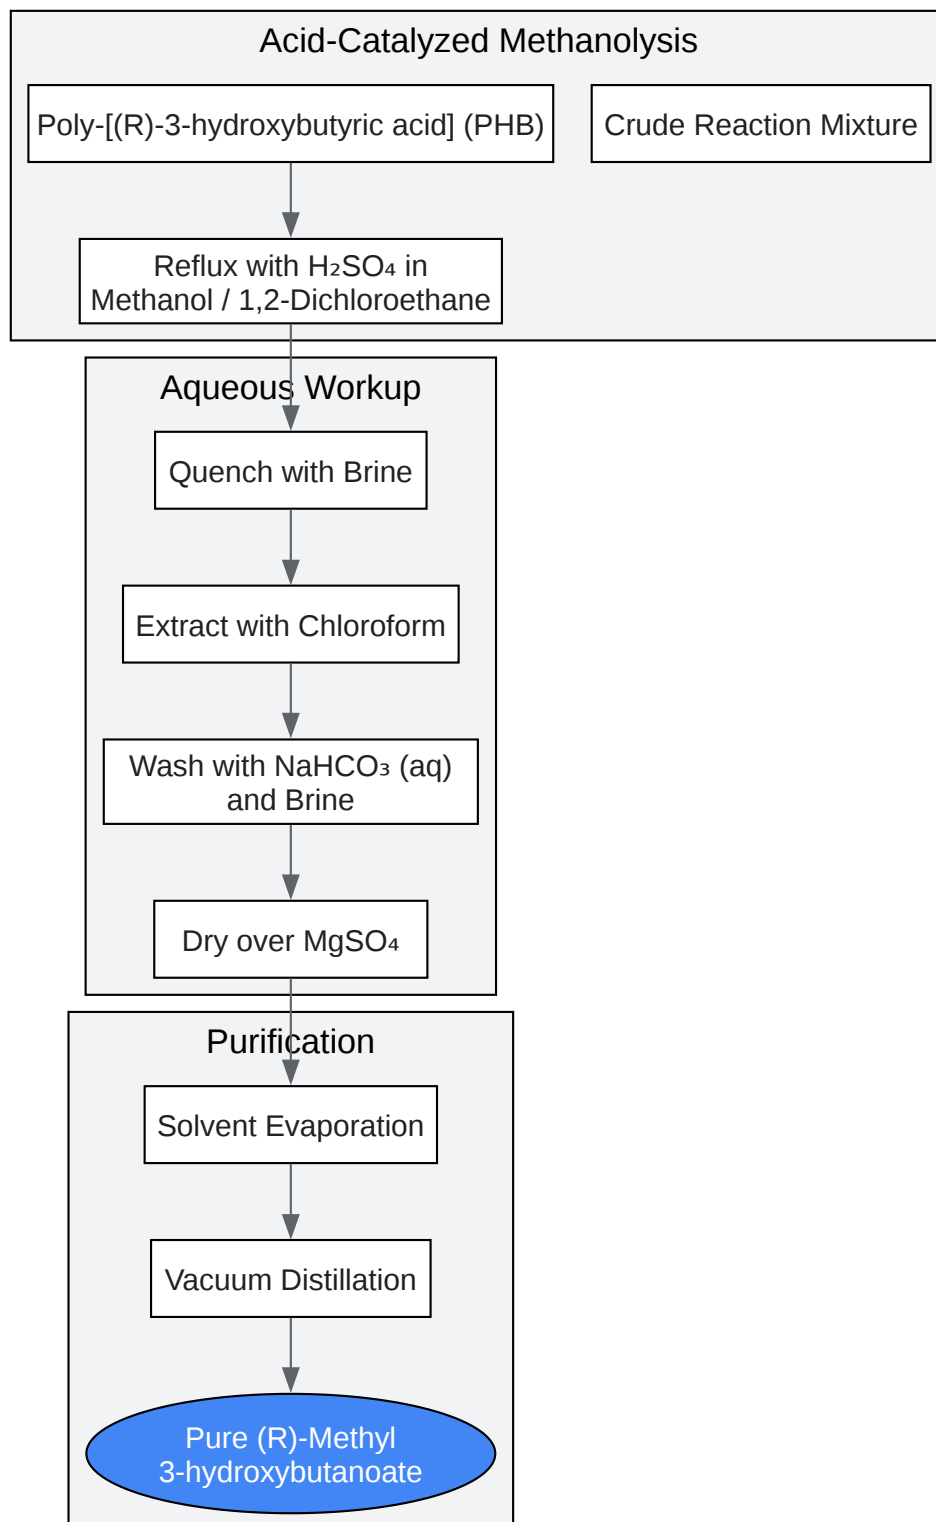 Acid-Catalyzed Methanolysis
Poly-[(R)-3-hydroxybutyric acid] (PHB)
Crude Reaction Mixture
Reflux with H₂SO₄ in
Methanol / 1,2-Dichloroethane
Aqueous Workup
Quench with Brine
Extract with Chloroform
Wash with NaHCO₃ (aq)
and Brine
Dry over MgSO₄
Purification
Solvent Evaporation
Vacuum Distillation
Pure (R)-Methyl
3-hydroxybutanoate